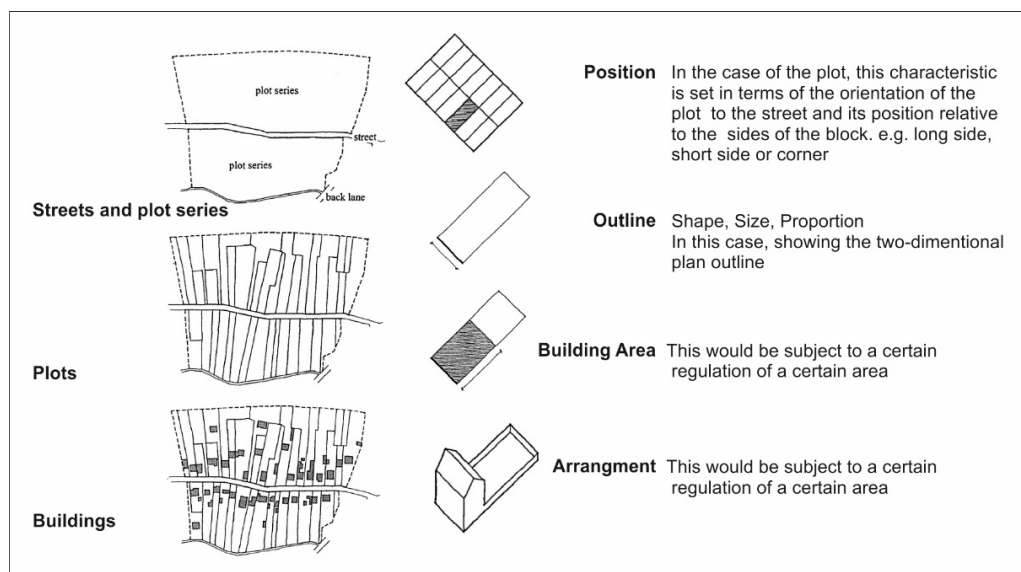 plot series
street
plot series
back lane
Streets and plot series
Plots
Buildings
Position In the case of the plot, this characteristic
is set in terms of the orientation of the
plot to the street and its position relative
to the sides of the block. e.g. long side,
short side or corner
Outline Shape, Size, Proportion
In this case, showing the two-dimentional
plan outline
Building Area This would be subject to a certain
regulation of a certain area
Arrangment This would be subject to a certain
regulation of a certain area